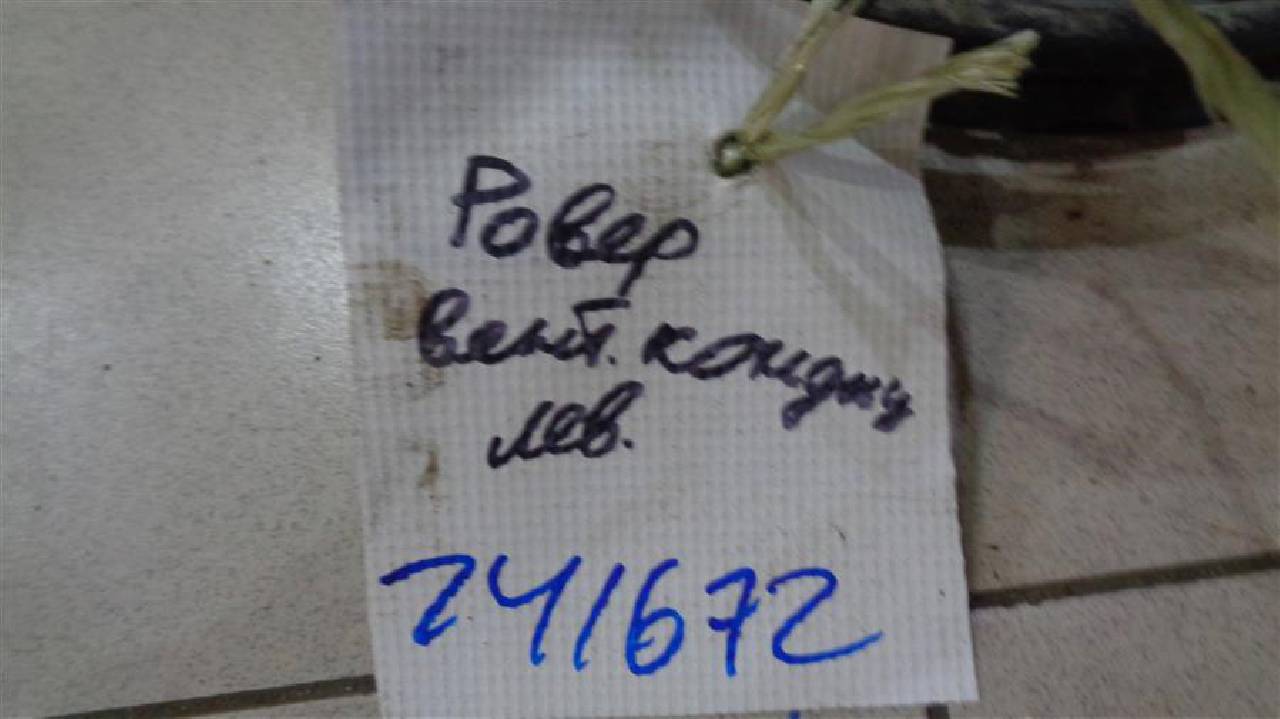 Ровер
вент. кондиц
лев.
241672